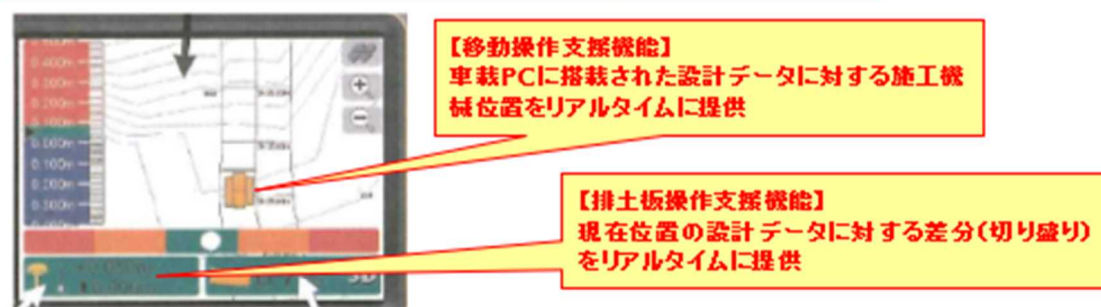 【移動操作支援機能】
車載PCに搭載された設計データに対する施工機
械位置をリアルタイムに提供
【排土板操作支援機能】
現在位置の設計データに対する差分(切り盛り)
をリアルタイムに提供
0.400m
0.300m
0.200m
0.100m
0.000m
0.100m
0.200m
0.300m
3D